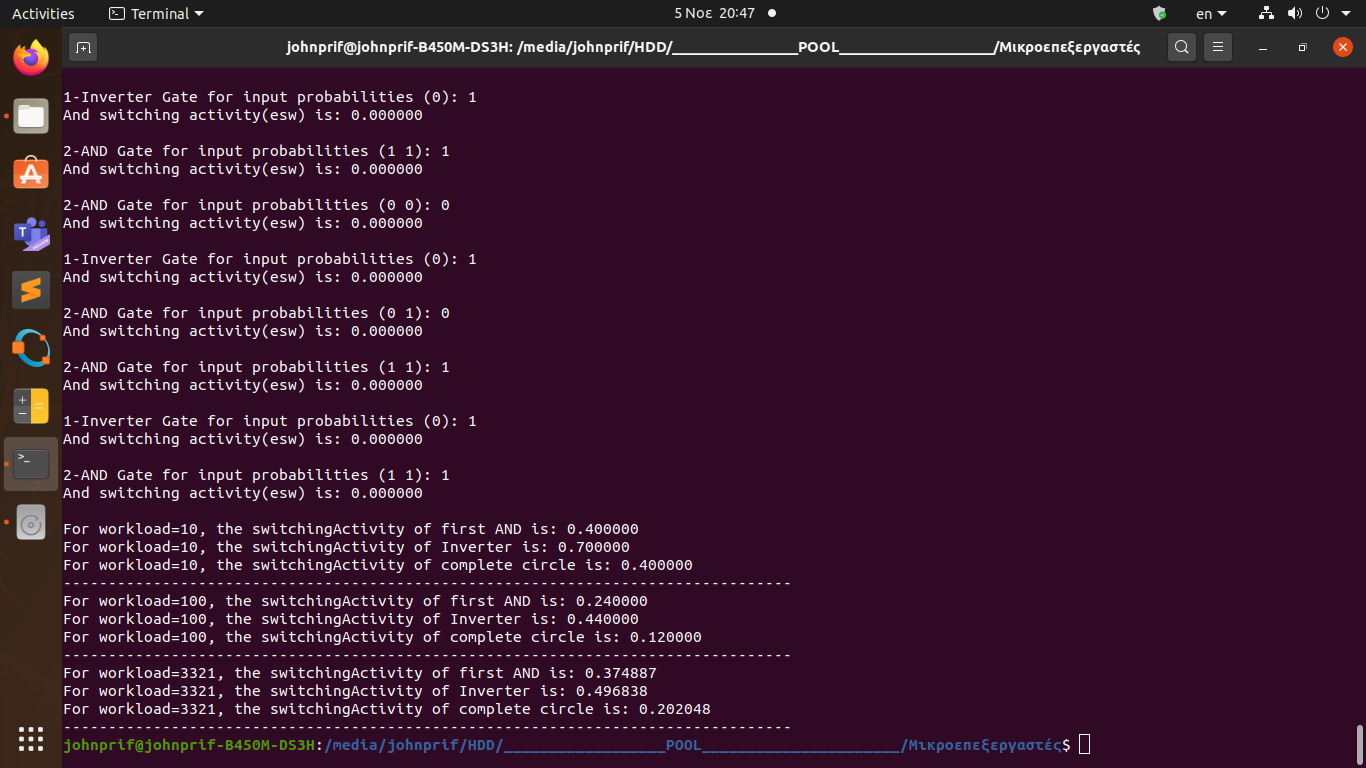 Activities
Terminal
5 Νοε 20:47
en
johnprif@johnprif-B450M-DS3H: /media/johnprif/HDD/__________________POOL______________________/Μικροεπεξεργαστές
1-Inverter Gate for input probabilities (0): 1
And switching activity(esw) is: 0.000000
2-AND Gate for input probabilities (1 1): 1
And switching activity(esw) is: 0.000000
2-AND Gate for input probabilities (0 0): 0
And switching activity(esw) is: 0.000000
1-Inverter Gate for input probabilities (0): 1
And switching activity(esw) is: 0.000000
2-AND Gate for input probabilities (0 1): 0
And switching activity(esw) is: 0.000000
2-AND Gate for input probabilities (1 1): 1
And switching activity(esw) is: 0.000000
1-Inverter Gate for input probabilities (0): 1
And switching activity(esw) is: 0.000000
2-AND Gate for input probabilities (1 1): 1
And switching activity(esw) is: 0.000000
For workload=10, the switchingActivity of first AND is: 0.400000
For workload=10, the switchingActivity of Inverter is: 0.700000
For workload=10, the switchingActivity of complete circle is: 0.400000
---------------------------------------------------------------------------------
For workload=100, the switchingActivity of first AND is: 0.240000
For workload=100, the switchingActivity of Inverter is: 0.440000
For workload=100, the switchingActivity of complete circle is: 0.120000
---------------------------------------------------------------------------------
For workload=3321, the switchingActivity of first AND is: 0.374887
For workload=3321, the switchingActivity of Inverter is: 0.496838
For workload=3321, the switchingActivity of complete circle is: 0.202048
---------------------------------------------------------------------------------
johnprif@johnprif-B450M-DS3H:/media/johnprif/HDD/__________________POOL______________________/Μικροεπεξεργαστές$